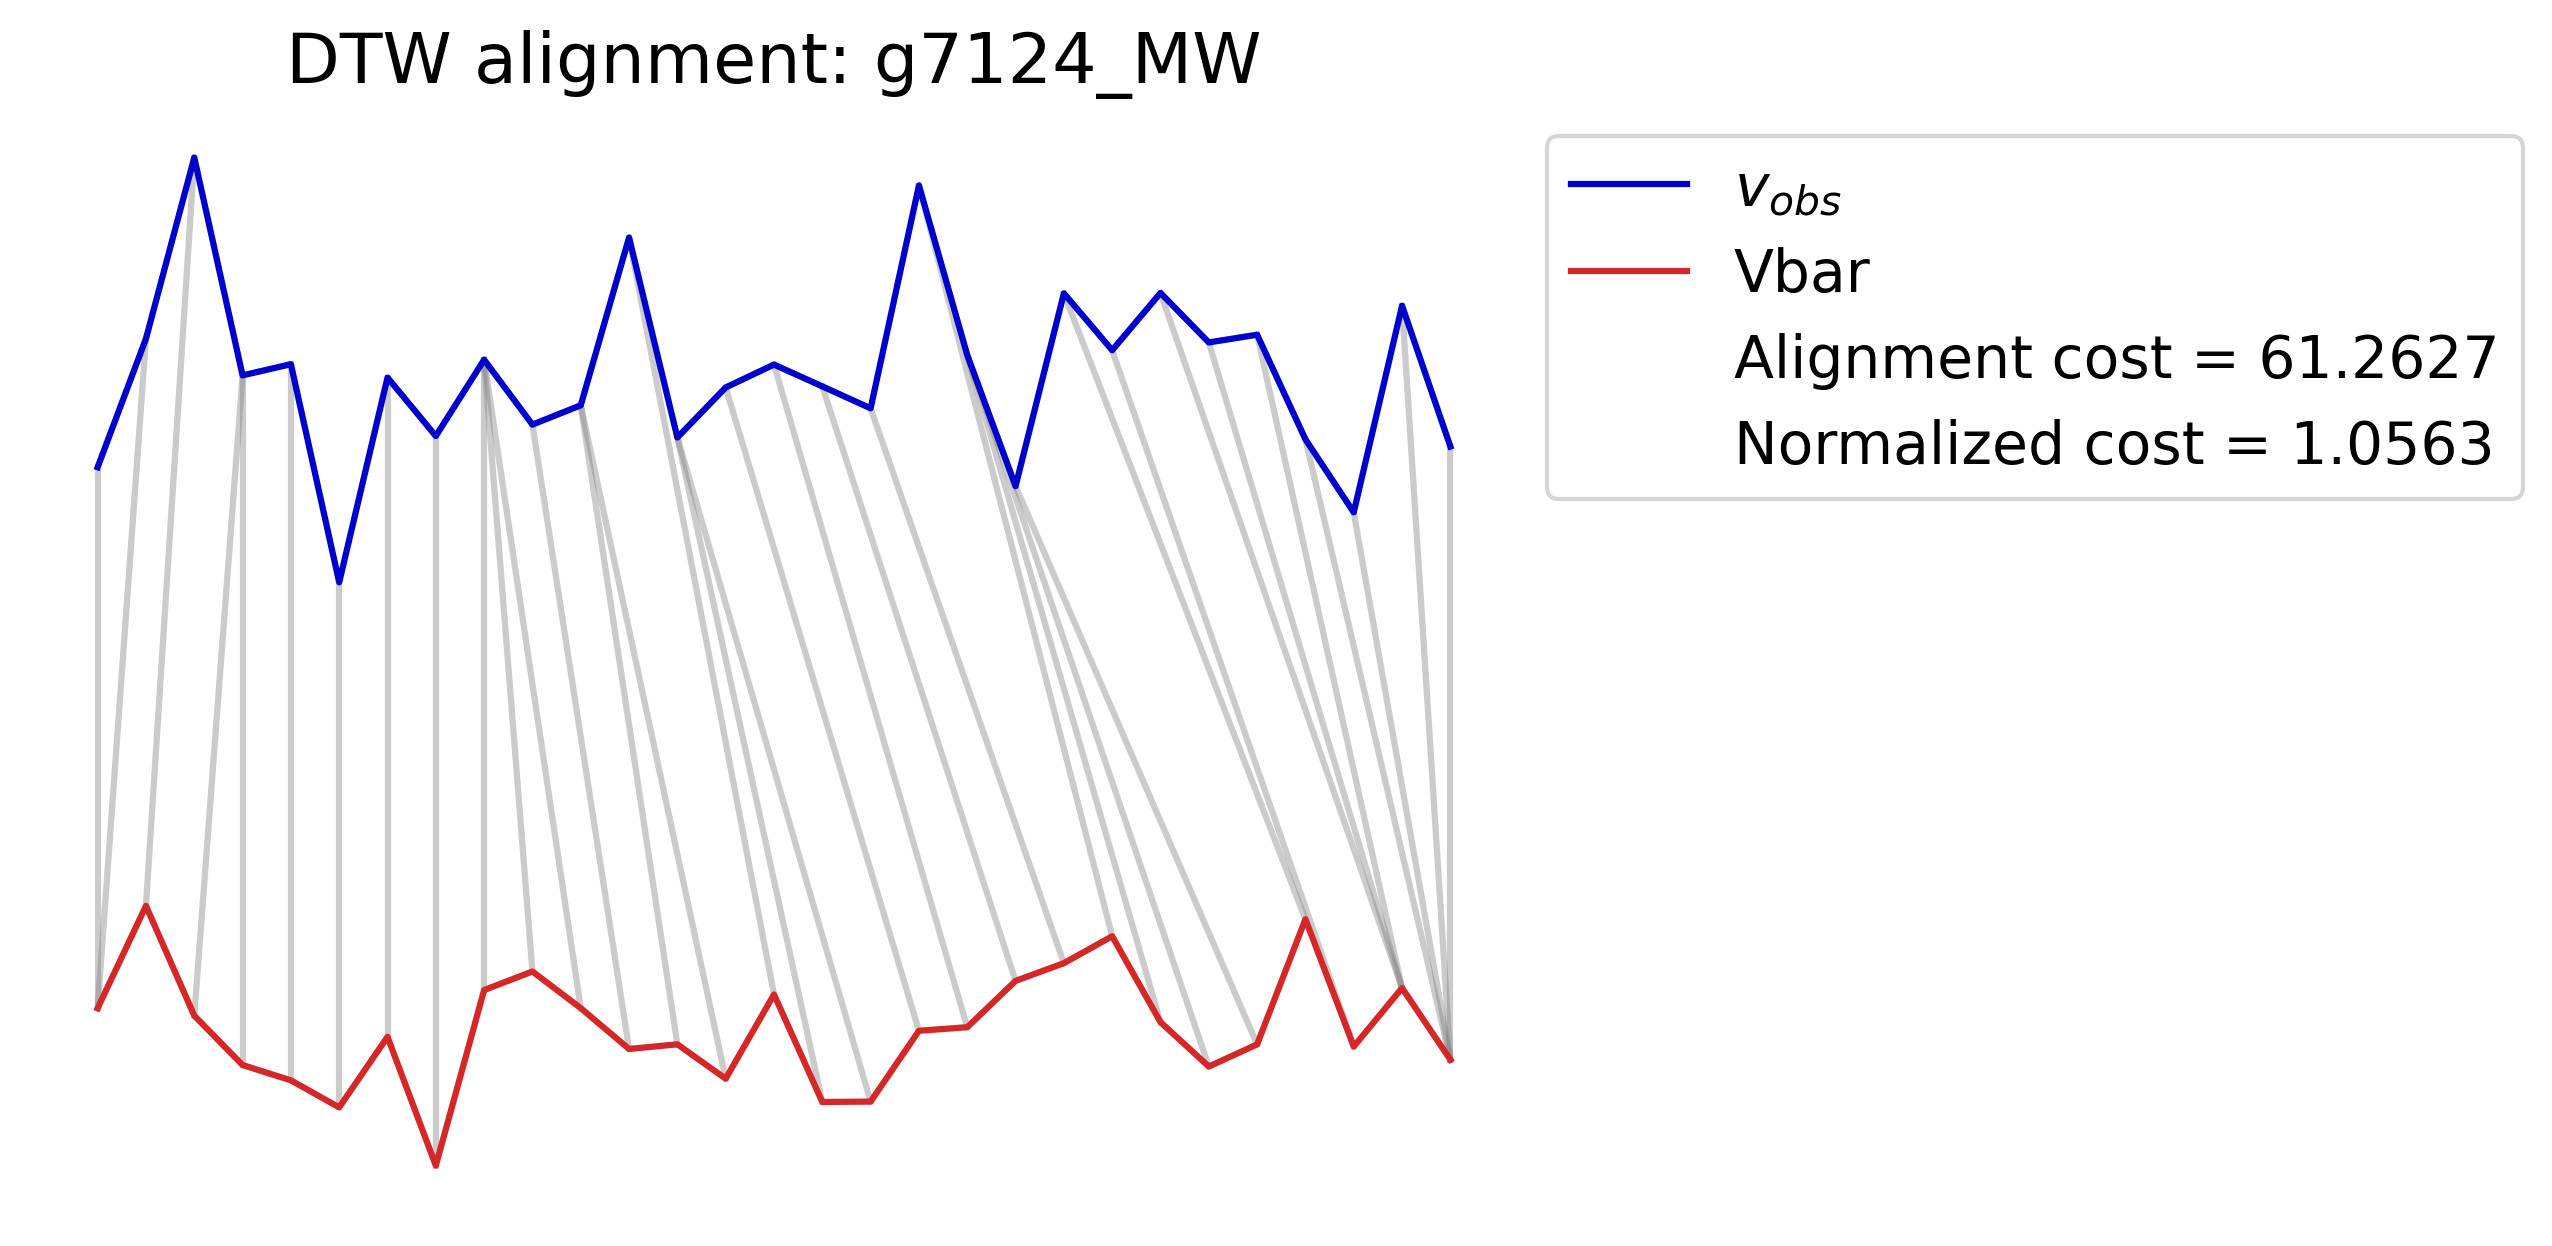 DTW alignment: g7124_MW
v_obs
Vbar
Alignment cost = 61.2627
Normalized cost = 1.0563